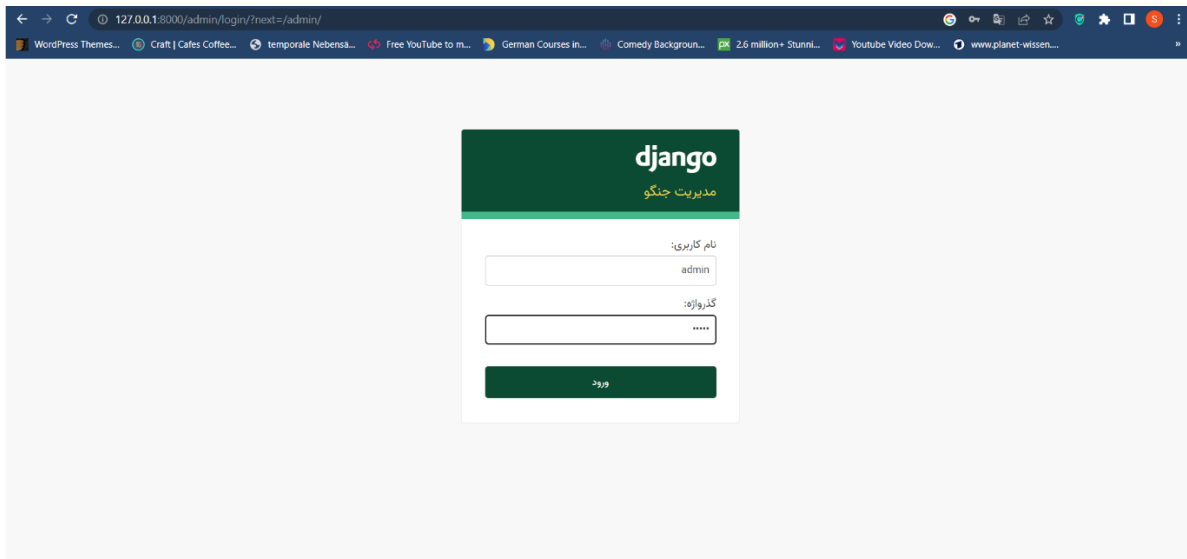 127.0.0.1:8000/admin/login/?next=/admin/
S
WordPress Themes...
Craft | Cafes Coffee...
temporale Nebensä...
Free YouTube to m...
German Courses in...
Comedy Backgroun...
px
2.6 million+ Stunni...
Youtube Video Dow...
www.planet-wissen....
»
django
مدیریت جنگو
نام کاربری:
admin
گذرواژه:
•••••
ورود